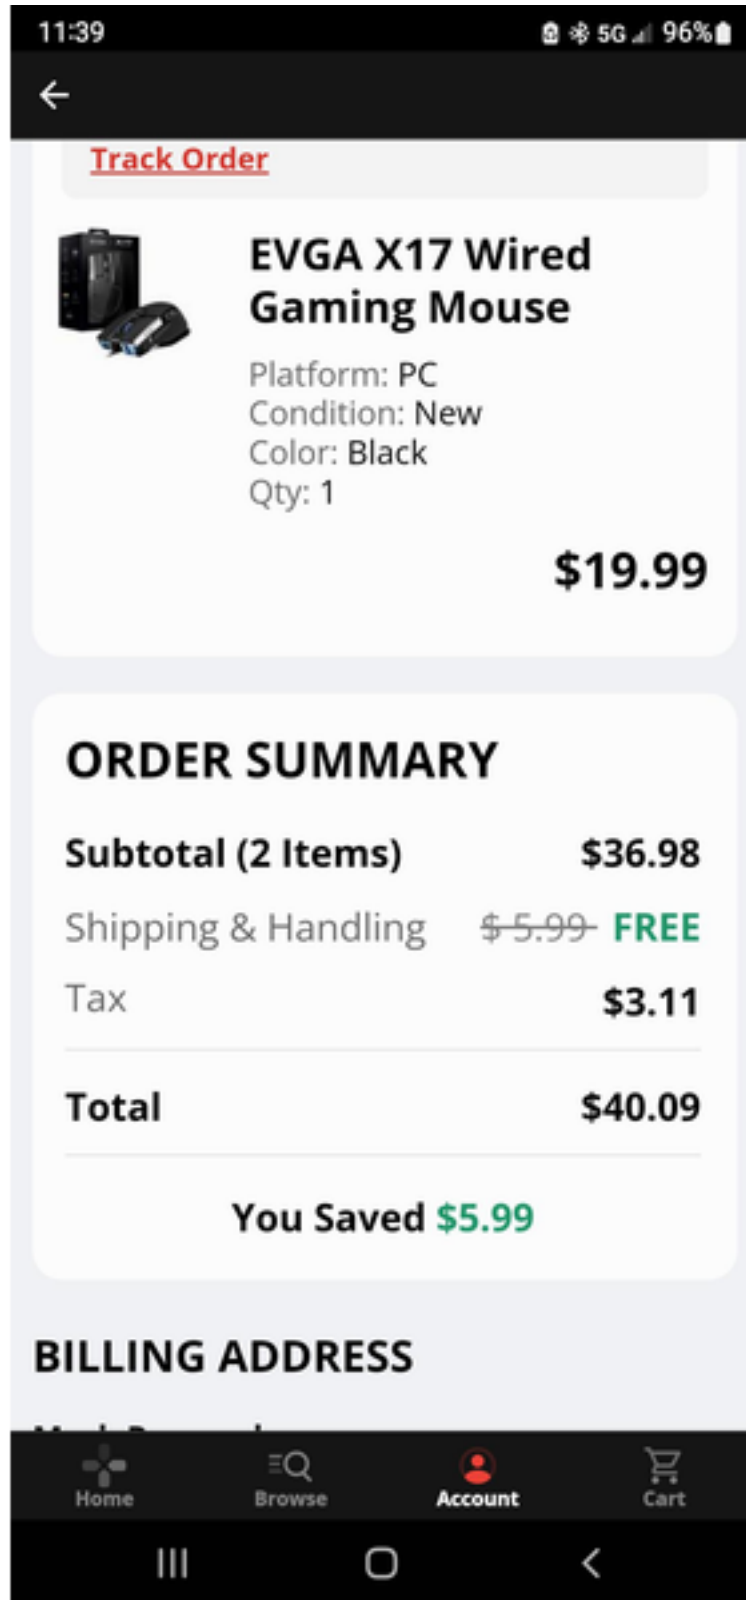 11:39 5G 96%
Track Order
EVGA X17 Wired
Gaming Mouse
Platform: PC
Condition: New
Color: Black
Qty: 1
$19.99
ORDER SUMMARY
Subtotal (2 Items) $36.98
Shipping & Handling $ 5.99 FREE
Tax $3.11
Total $40.09
You Saved $5.99
BILLING ADDRESS
Home Browse Account Cart